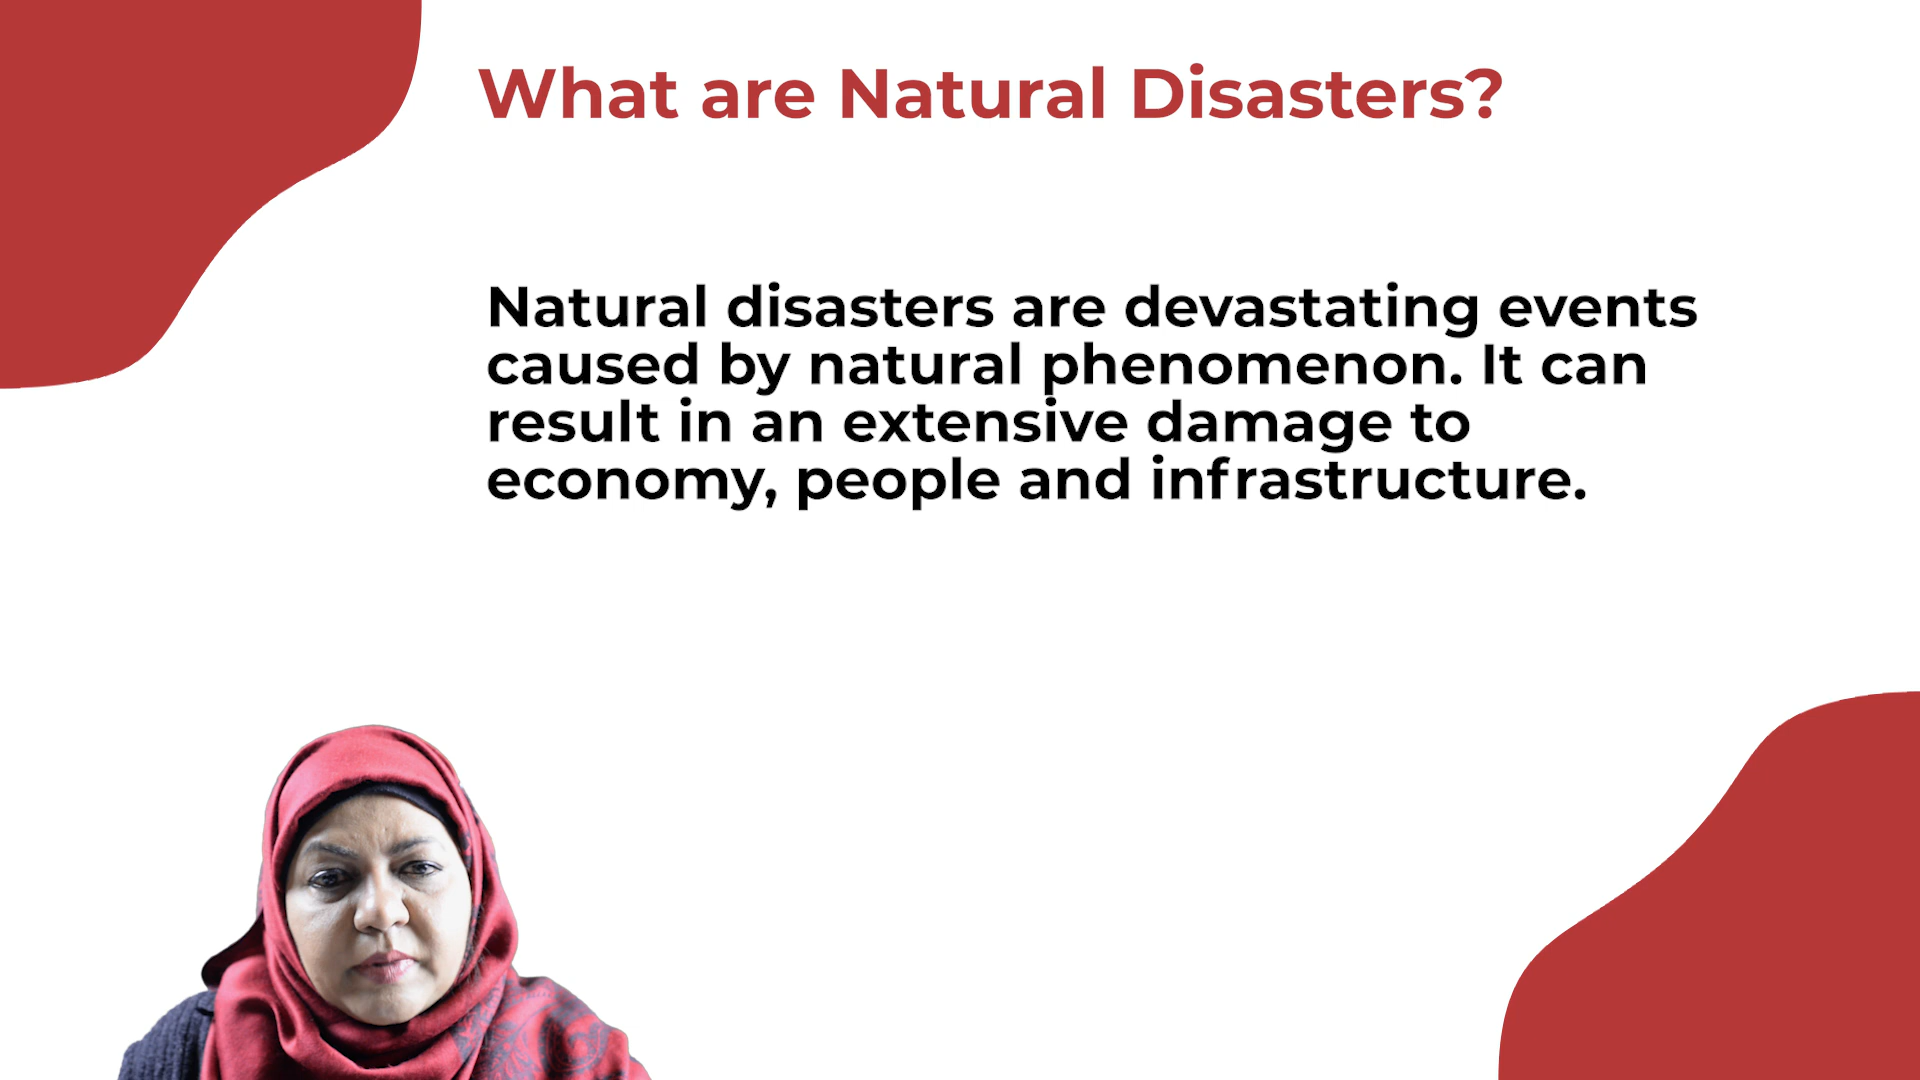 What are Natural Disasters?
Natural disasters are devastating events
caused by natural phenomenon. It can
result in an extensive damage to
economy, people and infrastructure.